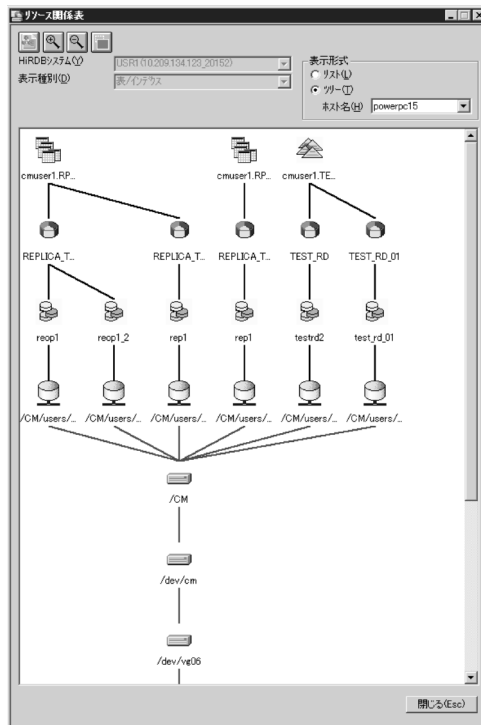 リソース関係表
HiRDBシステム(Y)
USR1(10.209.134.123_20152)
表示種別(D)
表/インデクス
表示形式
リスト(L)
ツリー(T)
ホスト名(H) powerpc15
cmuser1.RP... cmuser1.RP... cmuser1.TE...
REPLICA_T... REPLICA_T... REPLICA_T... TEST_RD TEST_RD_01
reop1 reop1_2 rep1 rep1 testrd2 test_rd_01
/CM/users/... /CM/users/... /CM/users/... /CM/users/... /CM/users/... /CM/users/...
/CM
/dev/cm
/dev/vg06
閉じる(Esc)